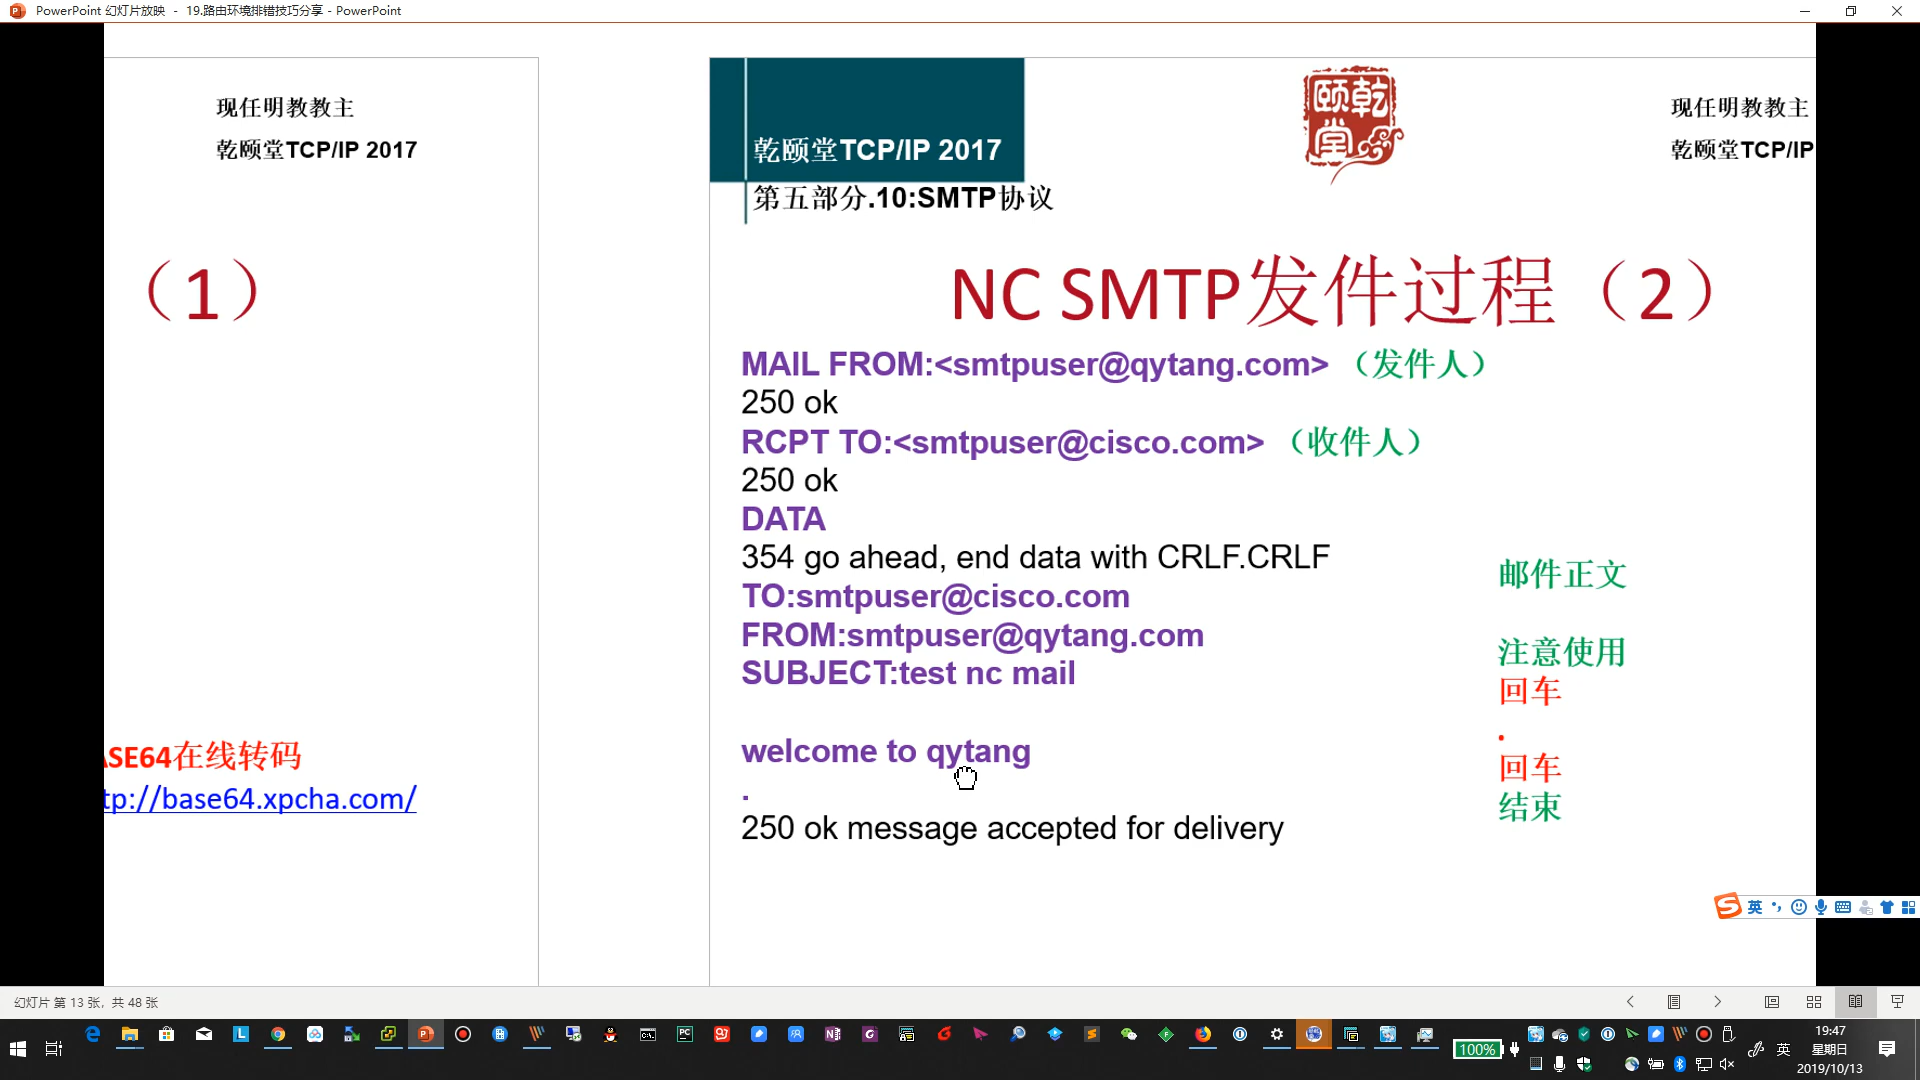 PowerPoint 幻灯片放映 - 19.路由环境排错技巧分享 - PowerPoint
现任明教教主
乾颐堂TCP/IP 2017
（1）
ASE64在线转码
tp://base64.xpcha.com/
乾颐堂TCP/IP 2017
第五部分.10:SMTP协议
颐乾堂
现任明教教主
乾颐堂TCP/IP
NC SMTP发件过程（2）
MAIL FROM:<smtpuser@qytang.com> （发件人）
250 ok
RCPT TO:<smtpuser@cisco.com> （收件人）
250 ok
DATA
354 go ahead, end data with CRLF.CRLF
TO:smtpuser@cisco.com
FROM:smtpuser@qytang.com
SUBJECT:test nc mail
welcome to qytang
.
250 ok message accepted for delivery
邮件正文
注意使用
回车
.
回车
结束
英
幻灯片 第 13 张，共 48 张
100%
英
19:47
星期日
2019/10/13